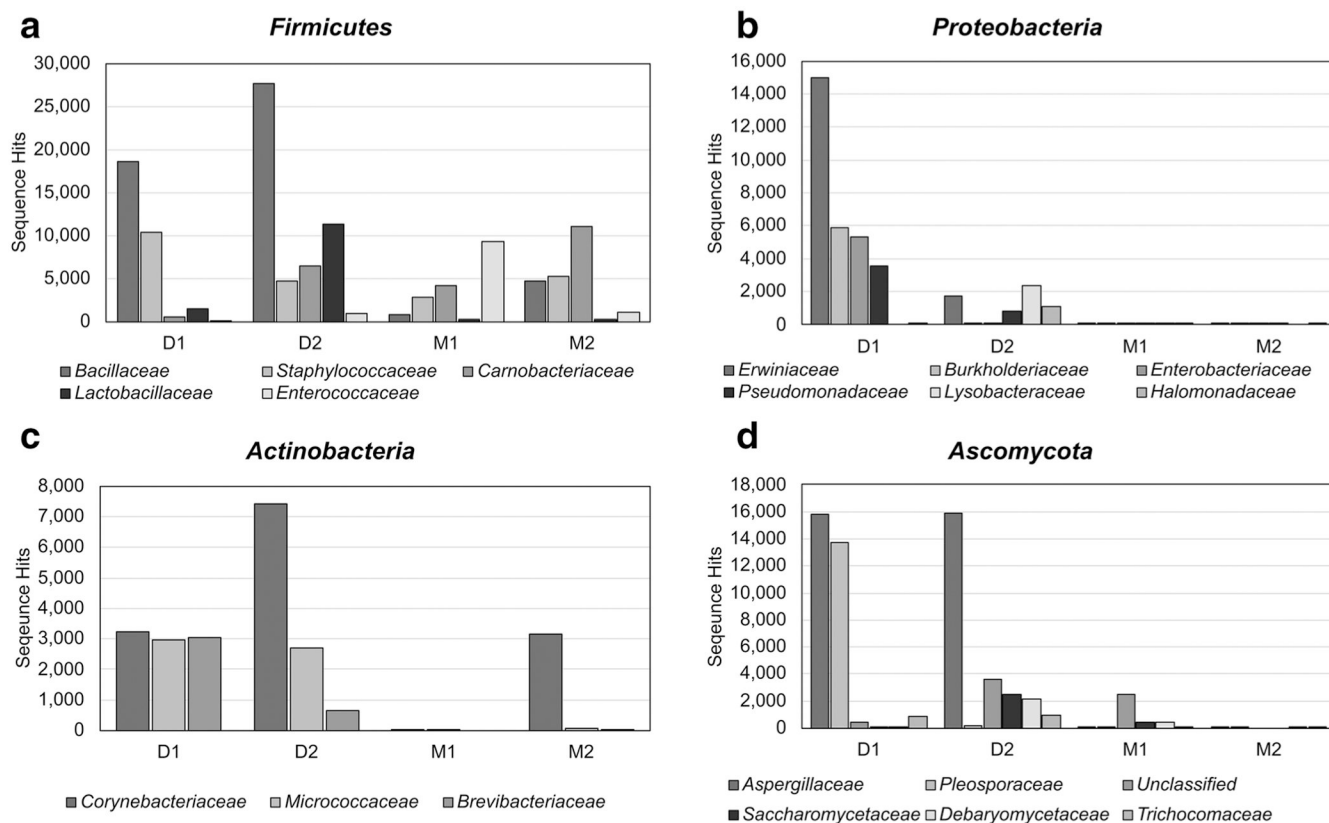 a
Firmicutes
30,000
25,000
20,000
15,000
10,000
5,000
0
Sequence Hits
D1 D2 M1 M2
Bacillaceae Staphylococcaceae Carnobacteriaceae
Lactobacillaceae Enterococcaceae
b
Proteobacteria
16,000
14,000
12,000
10,000
8,000
6,000
4,000
2,000
0
Sequence Hits
D1 D2 M1 M2
Erwiniaceae Burkholderiaceae Enterobacteriaceae
Pseudomonadaceae Lysobacteraceae Halomonadaceae
c
Actinobacteria
8,000
7,000
6,000
5,000
4,000
3,000
2,000
1,000
0
Seqeunce Hits
D1 D2 M1 M2
Corynebacteriaceae Micrococcaceae Brevibacteriaceae
d
Ascomycota
18,000
16,000
14,000
12,000
10,000
8,000
6,000
4,000
2,000
0
Seqeunce Hits
D1 D2 M1 M2
Aspergillaceae Pleosporaceae Unclassified
Saccharomycetaceae Debaryomycetaceae Trichocomaceae